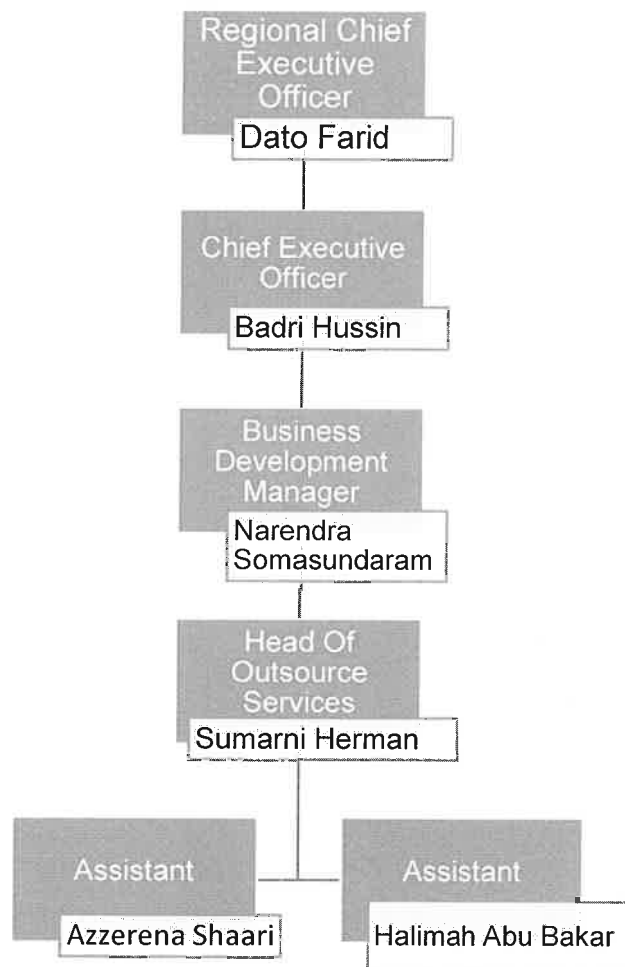 Regional Chief
Executive
Officer
Dato Farid
Chief Executive
Officer
Badri Hussin
Business
Development
Manager
Narendra
Somasundaram
Head Of
Outsource
Services
Sumarni Herman
Assistant
Azzerena Shaari
Assistant
Halimah Abu Bakar